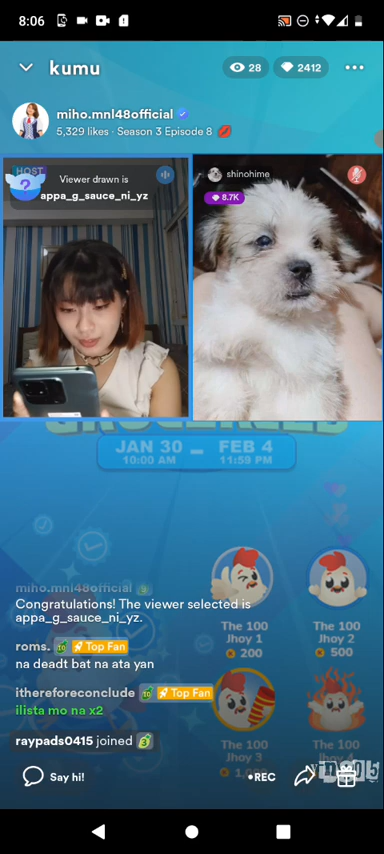 8:06
kumu
28
2412
miho.mnl48official
5,329 likes · Season 3 Episode 8
HOST
Viewer drawn is
appa_g_sauce_ni_yz
shinohime
8.7K
JAN 30 - FEB 4
10:00 AM 11:59 PM
miho.mnl48official
Congratulations! The viewer selected is
appa_g_sauce_ni_yz.
roms. Top Fan
na deadt bat na ata yan
ithereforeconclude Top Fan
ilista mo na x2
raypads0415 joined
The 100
Jhoy 1
200
The 100
Jhoy 2
500
The 100
Jhoy 3
The 100
Say hi!
•REC